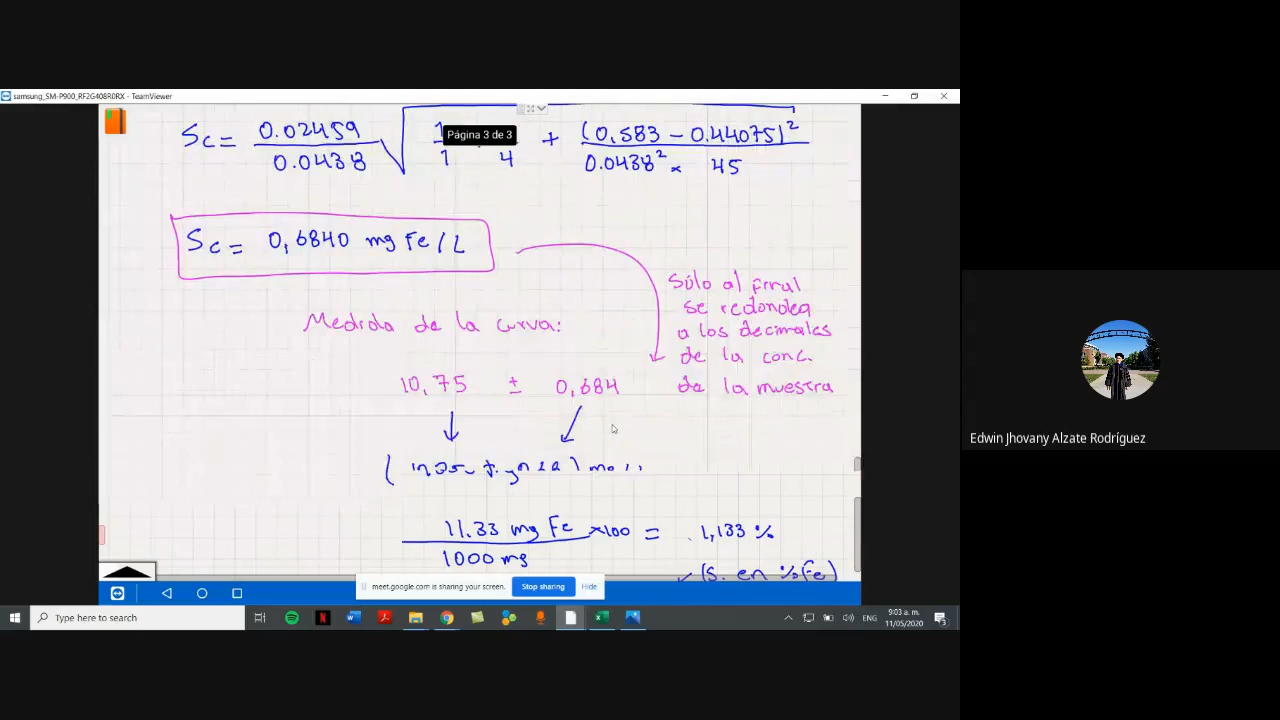 samsung_SM-P900_RF2G408R0RX - TeamViewer
Página 3 de 3
Sc = 0.02459 / 0.0438 √ 1/1 4 + (0,583 - 0.44075)² / 0.0438² x 45
Sc = 0,6840 mg Fe / L
Sólo al final
se redondea
a los decimales
de la conc.
de la muestra
Medida de la curva:
10,75 ± 0,684
11.33 mg Fe x100 = 1,133 %
1000 mg
(S. en % Fe)
meet.google.com is sharing your screen.
Stop sharing
Hide
Type here to search
ENG
9:03 a. m.
11/05/2020
3
Edwin Jhovany Alzate Rodríguez